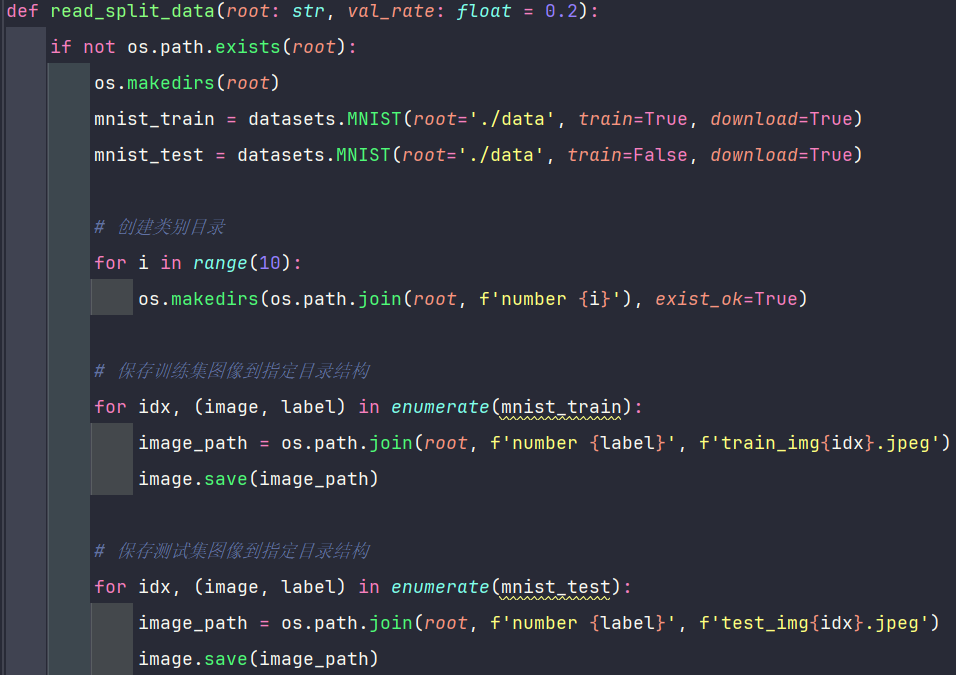 def read_split_data(root: str, val_rate: float = 0.2):
if not os.path.exists(root):
os.makedirs(root)
mnist_train = datasets.MNIST(root='./data', train=True, download=True)
mnist_test = datasets.MNIST(root='./data', train=False, download=True)
# 创建类别目录
for i in range(10):
os.makedirs(os.path.join(root, f'number {i}'), exist_ok=True)
# 保存训练集图像到指定目录结构
for idx, (image, label) in enumerate(mnist_train):
image_path = os.path.join(root, f'number {label}', f'train_img{idx}.jpeg')
image.save(image_path)
# 保存测试集图像到指定目录结构
for idx, (image, label) in enumerate(mnist_test):
image_path = os.path.join(root, f'number {label}', f'test_img{idx}.jpeg')
image.save(image_path)